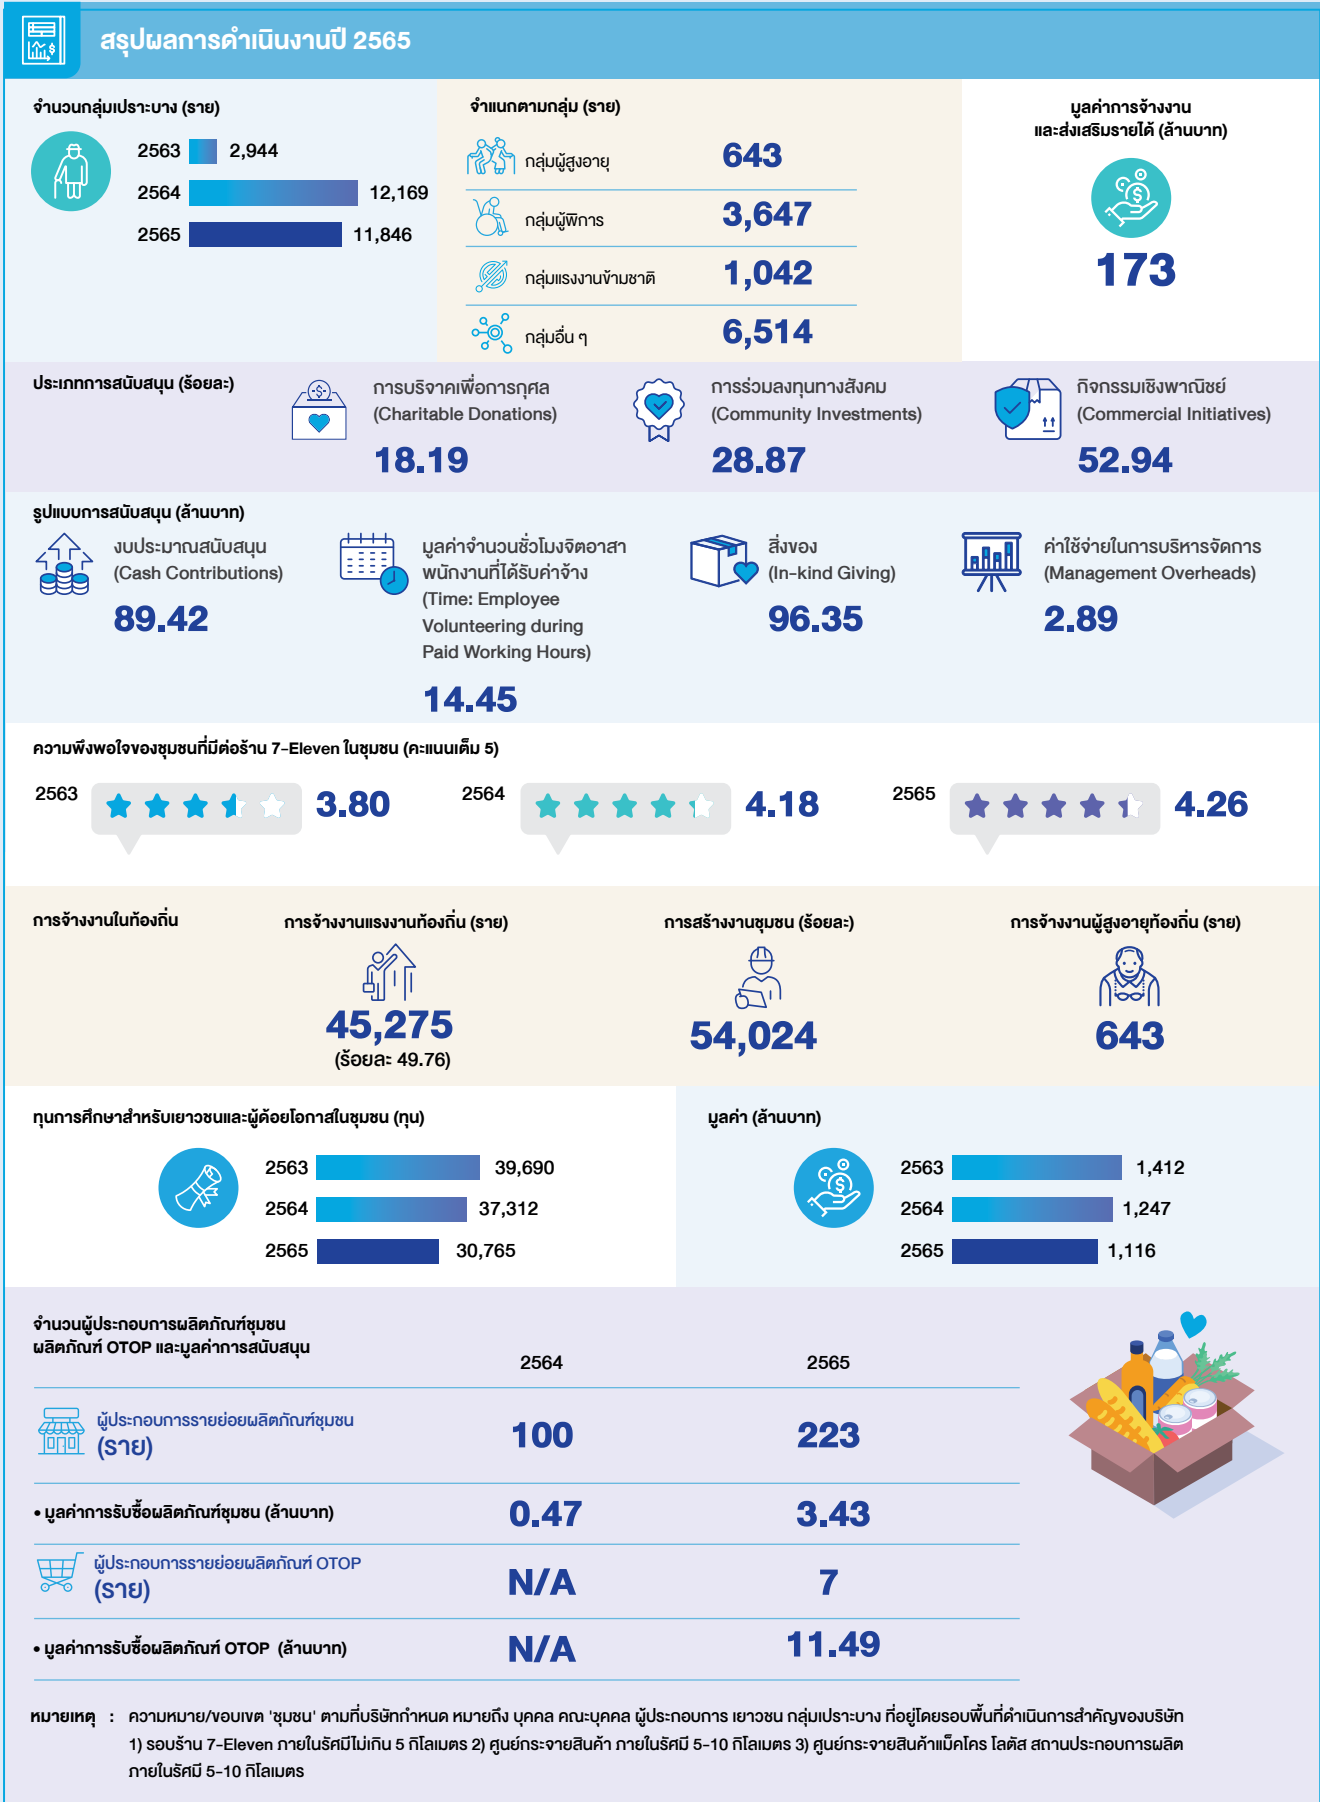 สรุปผลการดำเนินงานปี 2565
จำนวนกลุ่มเปราะบาง (ราย)
2563 2,944
2564 12,169
2565 11,846
จำแนกตามกลุ่ม (ราย)
กลุ่มผู้สูงอายุ 643
กลุ่มผู้พิการ 3,647
กลุ่มแรงงานข้ามชาติ 1,042
กลุ่มอื่น ๆ 6,514
มูลค่าการจ้างงาน
และส่งเสริมรายได้ (ล้านบาท)
173
ประเภทการสนับสนุน (ร้อยละ)
การบริจาคเพื่อการกุศล
(Charitable Donations)
18.19
การร่วมลงทุนทางสังคม
(Community Investments)
28.87
กิจกรรมเชิงพาณิชย์
(Commercial Initiatives)
52.94
รูปแบบการสนับสนุน (ล้านบาท)
งบประมาณสนับสนุน
(Cash Contributions)
89.42
มูลค่าจำนวนชั่วโมงจิตอาสา
พนักงานที่ได้รับค่าจ้าง
(Time: Employee
Volunteering during
Paid Working Hours)
14.45
สิ่งของ
(In-kind Giving)
96.35
ค่าใช้จ่ายในการบริหารจัดการ
(Management Overheads)
2.89
ความพึงพอใจของชุมชนที่มีต่อร้าน 7-Eleven ในชุมชน (คะแนนเต็ม 5)
2563 3.80
2564 4.18
2565 4.26
การจ้างงานในท้องถิ่น
การจ้างงานแรงงานท้องถิ่น (ราย)
45,275
(ร้อยละ 49.76)
การสร้างงานชุมชน (ร้อยละ)
54,024
การจ้างงานผู้สูงอายุท้องถิ่น (ราย)
643
ทุนการศึกษาสำหรับเยาวชนและผู้ด้อยโอกาสในชุมชน (ทุน)
2563 39,690
2564 37,312
2565 30,765
มูลค่า (ล้านบาท)
2563 1,412
2564 1,247
2565 1,116
จำนวนผู้ประกอบการผลิตภัณฑ์ชุมชน
ผลิตภัณฑ์ OTOP และมูลค่าการสนับสนุน
2564 2565
ผู้ประกอบการรายย่อยผลิตภัณฑ์ชุมชน
(ราย)
100 223
• มูลค่าการรับซื้อผลิตภัณฑ์ชุมชน (ล้านบาท) 0.47 3.43
ผู้ประกอบการรายย่อยผลิตภัณฑ์ OTOP
(ราย)
N/A 7
• มูลค่าการรับซื้อผลิตภัณฑ์ OTOP (ล้านบาท) N/A 11.49
หมายเหตุ : ความหมาย/ขอบเขต 'ชุมชน' ตามที่บริษัทกำหนด หมายถึง บุคคล คณะบุคคล ผู้ประกอบการ เยาวชน กลุ่มเปราะบาง ที่อยู่โดยรอบพื้นที่ดำเนินการสำคัญของบริษัท
1) รอบร้าน 7-Eleven ภายในรัศมีไม่เกิน 5 กิโลเมตร 2) ศูนย์กระจายสินค้า ภายในรัศมี 5-10 กิโลเมตร 3) ศูนย์กระจายสินค้าแม็คโคร โลตัส สถานประกอบการผลิต
ภายในรัศมี 5-10 กิโลเมตร